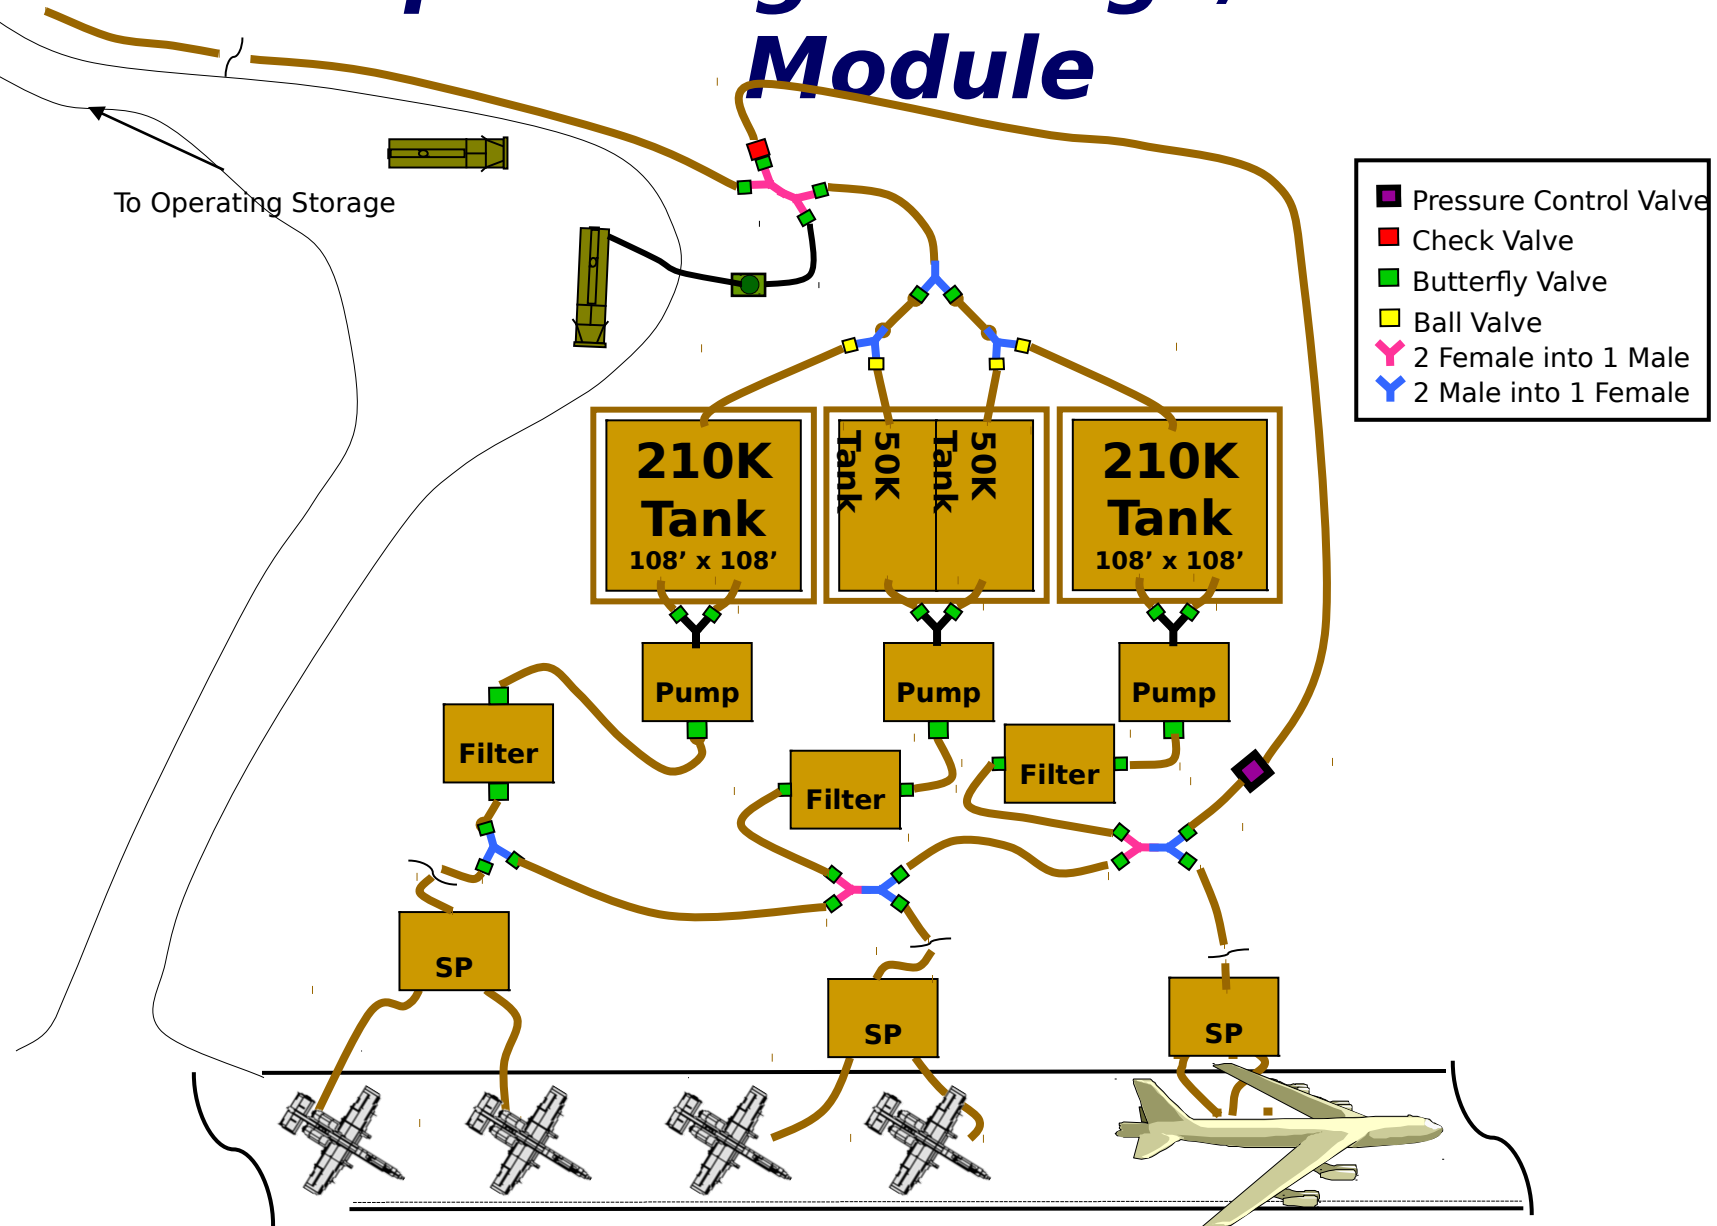 Module
To Operating Storage
Pressure Control Valve
Check Valve
Butterfly Valve
Ball Valve
2 Female into 1 Male
2 Male into 1 Female
210K
Tank
108’ x 108’
50K
Tank
50K
Tank
210K
Tank
108’ x 108’
Pump
Pump
Pump
Filter
Filter
Filter
SP
SP
SP